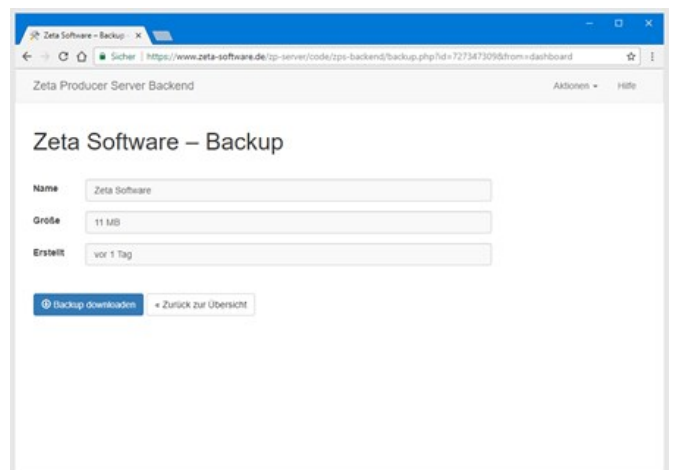 Zeta Software – Backup
Sicher | https://www.zeta-software.de/zp-server/code/zps-backend/backup.php?id=727347309&from=dashboard
Zeta Producer Server Backend Aktionen Hilfe
Zeta Software – Backup
Name Zeta Software
Größe 11 MB
Erstellt vor 1 Tag
Backup downloaden « Zurück zur Übersicht